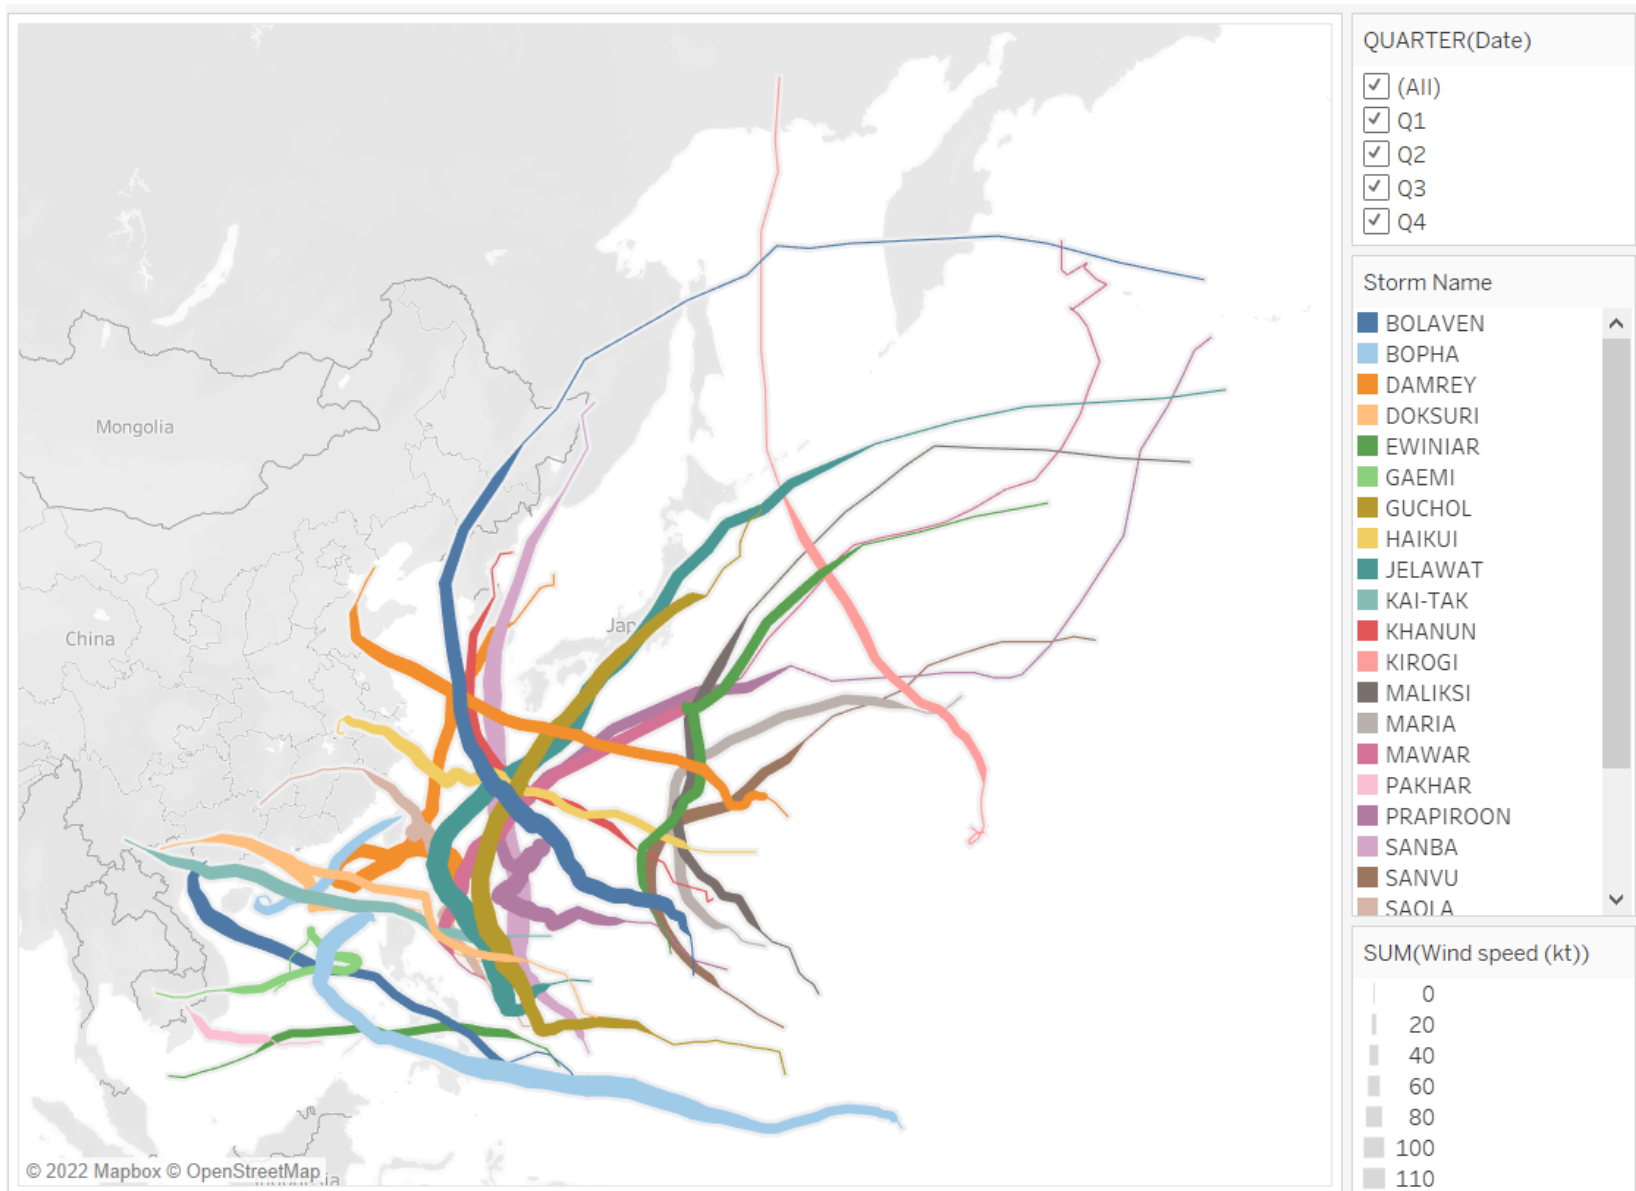 Mongolia
China
Jap
© 2022 Mapbox © OpenStreetMap
QUARTER(Date)
(All)
Q1
Q2
Q3
Q4
Storm Name
BOLAVEN
BOPHA
DAMREY
DOKSURI
EWINIAR
GAEMI
GUCHOL
HAIKUI
JELAWAT
KAI-TAK
KHANUN
KIROGI
MALIKSI
MARIA
MAWAR
PAKHAR
PRAPIROON
SANBA
SANVU
SAOLA
SUM(Wind speed (kt))
0
20
40
60
80
100
110